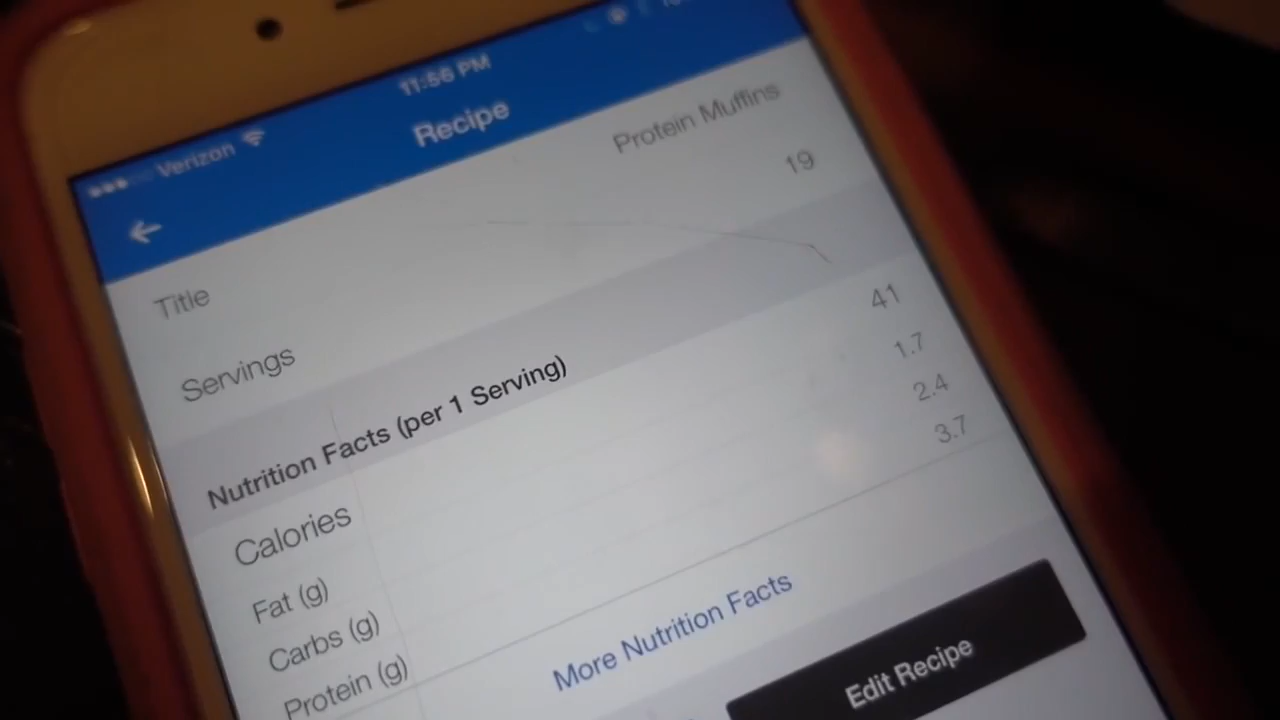 Verizon 11:56 PM
Recipe
Title Protein Muffins
Servings 19
Nutrition Facts (per 1 Serving)
Calories 41
Fat (g) 1.7
Carbs (g) 2.4
Protein (g) 3.7
More Nutrition Facts
Edit Recipe